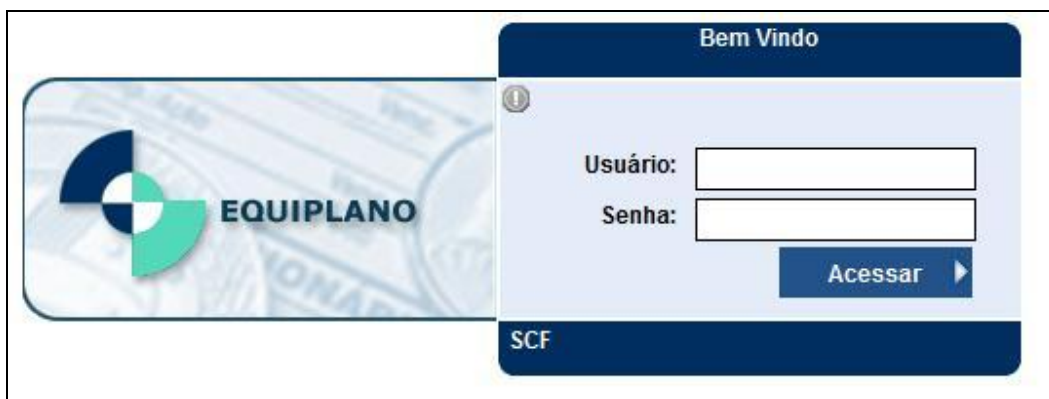 Bem Vindo
Usuário:
Senha:
EQUIPLANO
Acessar
SCF